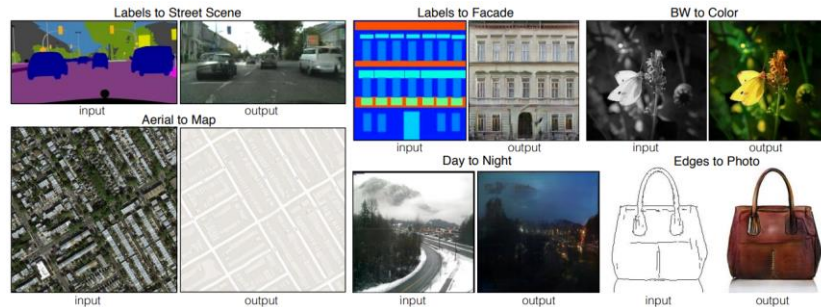 Labels to Street Scene
input
output
Labels to Facade
input
output
BW to Color
input
output
Aerial to Map
input
output
Day to Night
input
output
Edges to Photo
input
output